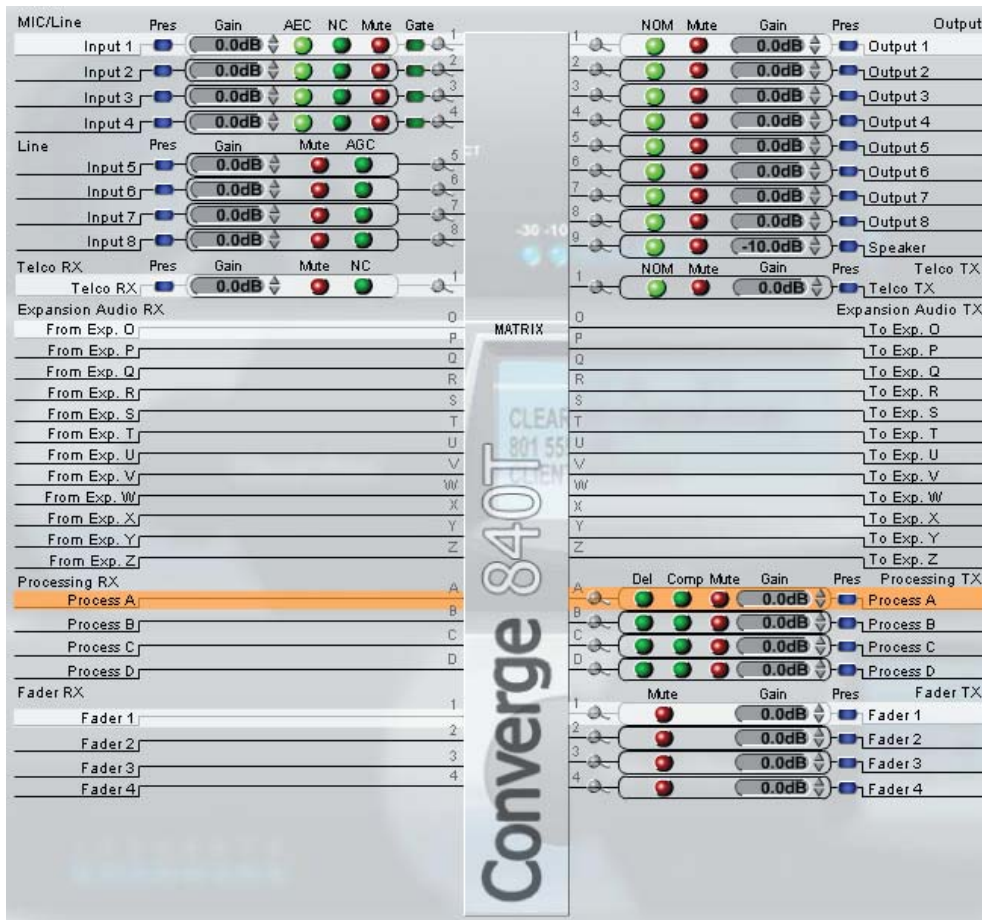 MIC/Line Pres Gain AEC NC Mute Gate
Input 1 0.0dB 1
Input 2 0.0dB 2
Input 3 0.0dB 3
Input 4 0.0dB 4
Line Pres Gain Mute AGC
Input 5 0.0dB 5
Input 6 0.0dB 6
Input 7 0.0dB 7
Input 8 0.0dB 8
Telco RX Pres Gain Mute NC
Telco RX 0.0dB 1
Expansion Audio RX
From Exp. O O
From Exp. P P
From Exp. Q Q
From Exp. R R
From Exp. S S
From Exp. T T
From Exp. U U
From Exp. V V
From Exp. W W
From Exp. X X
From Exp. Y Y
From Exp. Z Z
Processing RX
Process A A
Process B B
Process C C
Process D D
Fader RX
Fader 1 1
Fader 2 2
Fader 3 3
Fader 4 4
-30 -10
MATRIX
CLEAR
801 55
CLIENT
Converge 840T
NOM Mute Gain Pres Output
1 0.0dB Output 1
2 0.0dB Output 2
3 0.0dB Output 3
4 0.0dB Output 4
5 0.0dB Output 5
6 0.0dB Output 6
7 0.0dB Output 7
8 0.0dB Output 8
9 -10.0dB Speaker
NOM Mute Gain Pres Telco TX
1 0.0dB Telco TX
Expansion Audio TX
O To Exp. O
P To Exp. P
Q To Exp. Q
R To Exp. R
S To Exp. S
T To Exp. T
U To Exp. U
V To Exp. V
W To Exp. W
X To Exp. X
Y To Exp. Y
Z To Exp. Z
Del Comp Mute Gain Pres Processing TX
A 0.0dB Process A
B 0.0dB Process B
C 0.0dB Process C
D 0.0dB Process D
Mute Gain Pres Fader TX
1 0.0dB Fader 1
2 0.0dB Fader 2
3 0.0dB Fader 3
4 0.0dB Fader 4